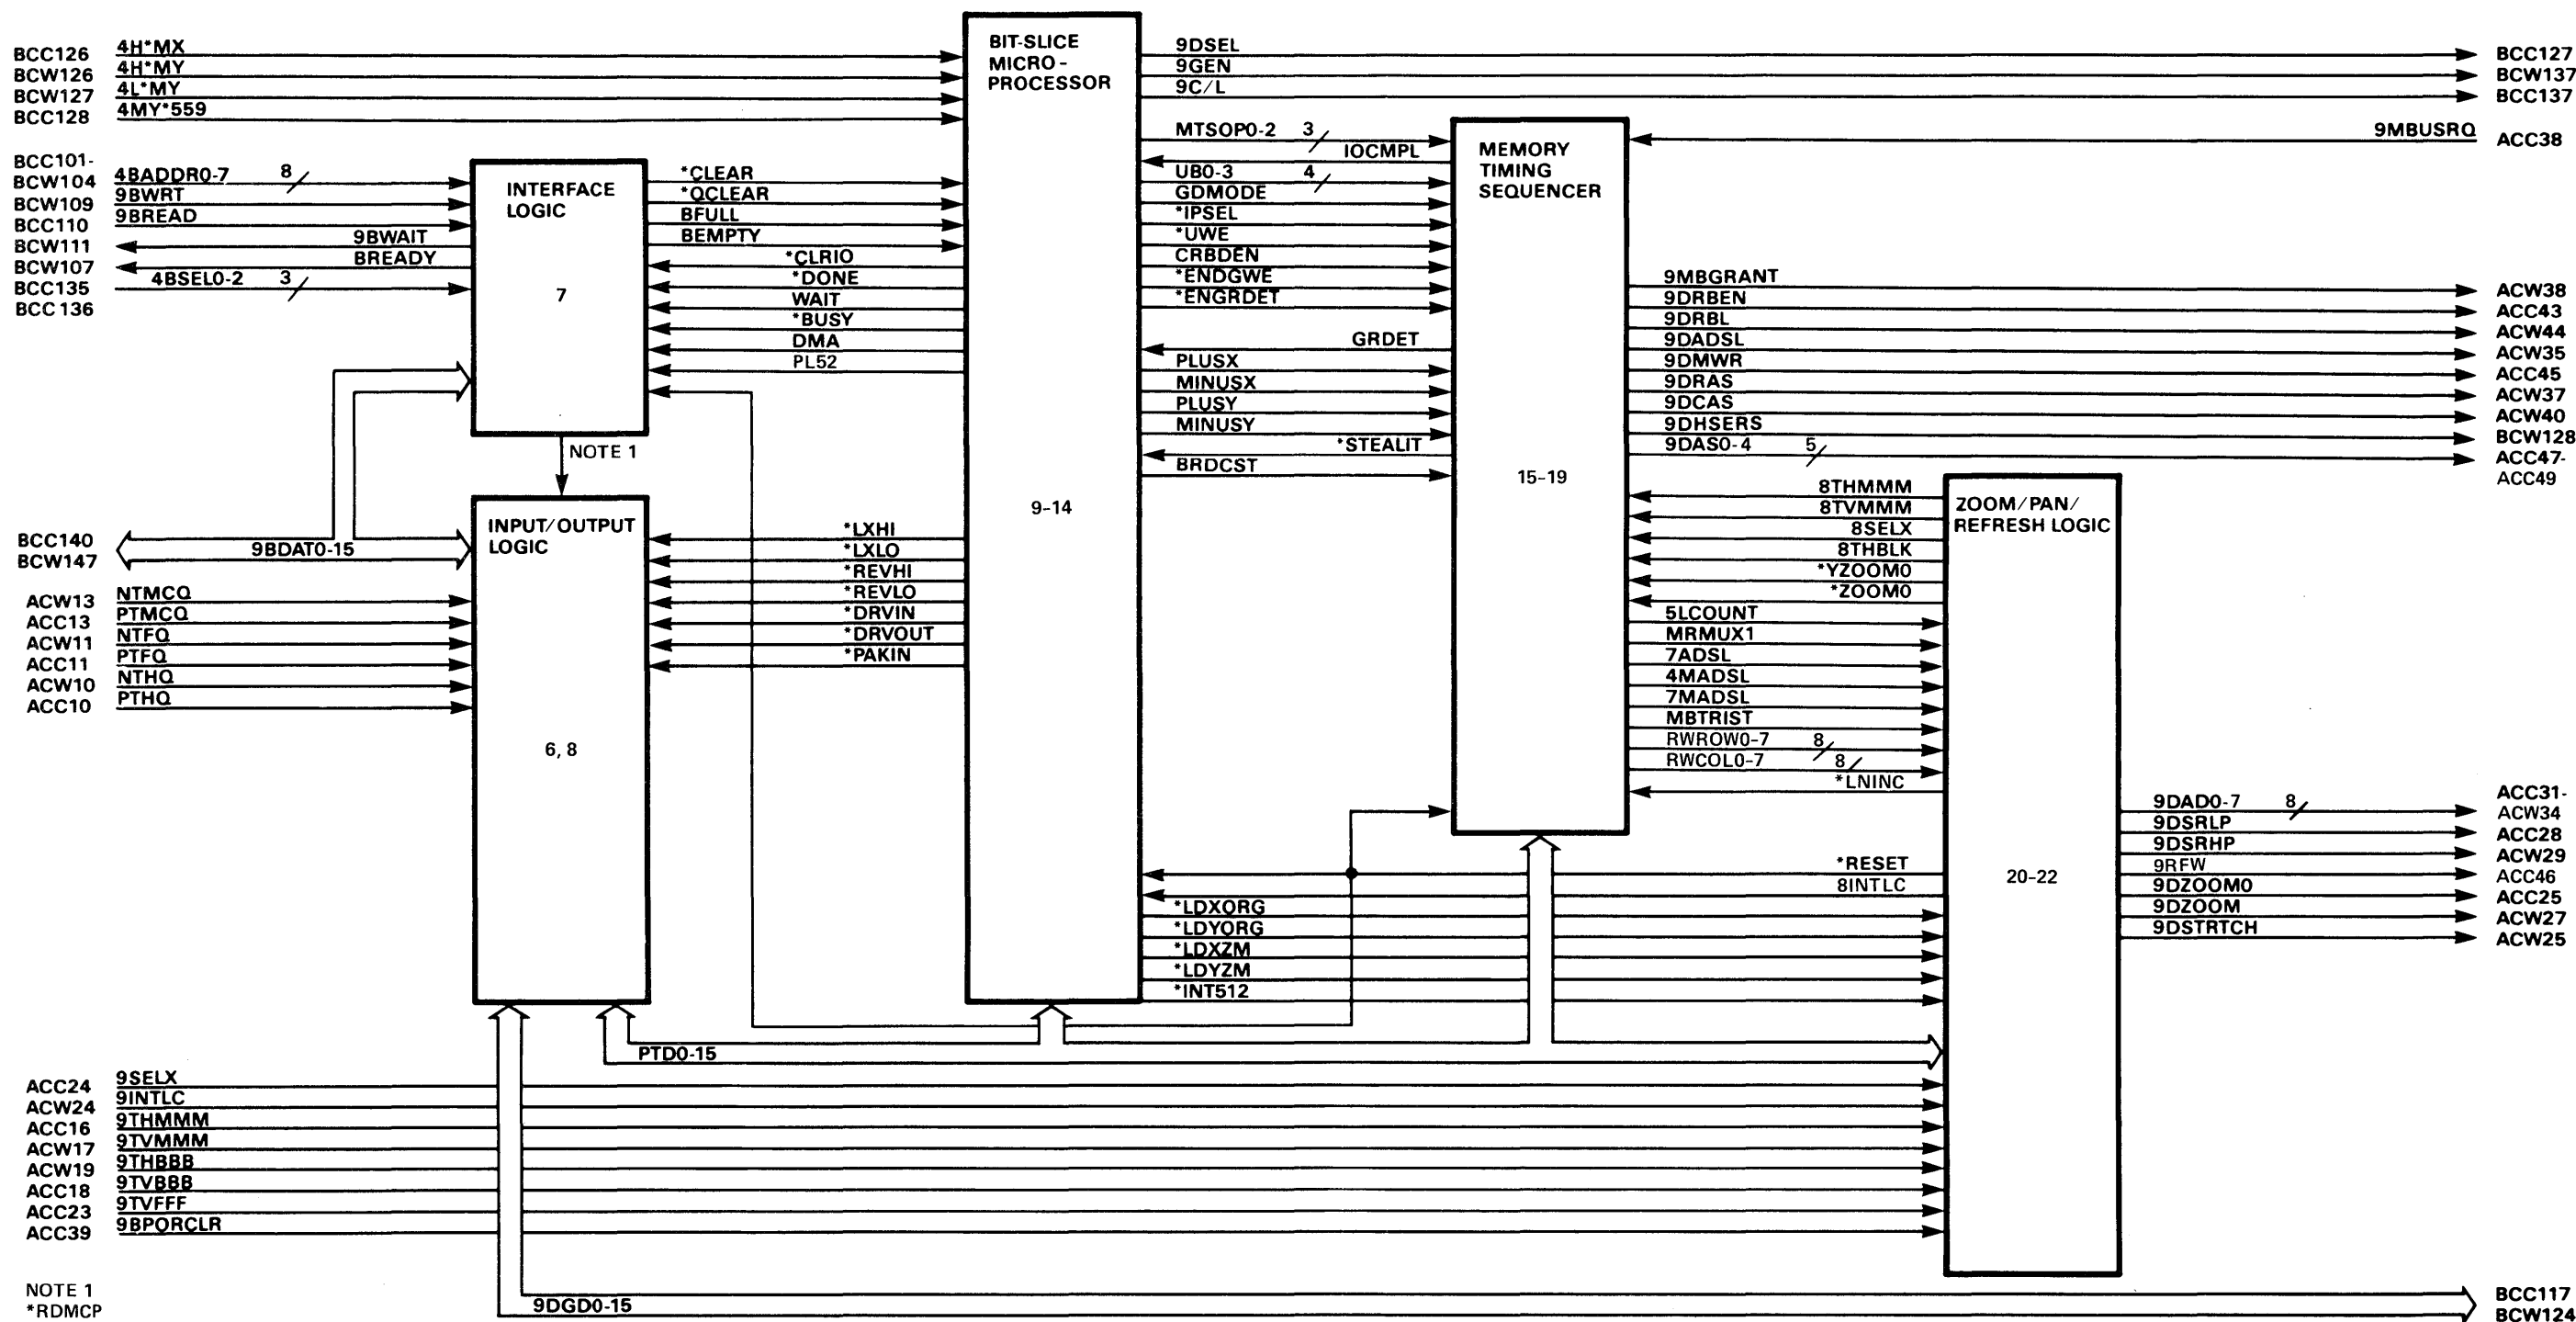 BCC126
BCW126
BCW127
BCC128
4H*MX
4H*MY
4L*MY
4MY*559
BCC101-
BCW104
BCW109
BCC110
BCW111
BCW107
BCC135
BCC136
4BADDR0-7 8
9BWRT
9BREAD
9BWAIT
BREADY
4BSEL0-2 3
INTERFACE
LOGIC
7
NOTE 1
*CLEAR
*QCLEAR
BFULL
BEMPTY
*CLRIO
*DONE
WAIT
*BUSY
DMA
PL52
BCC140
BCW147
9BDAT0-15
ACW13
ACC13
ACW11
ACC11
ACW10
ACC10
NTMCQ
PTMCQ
NTFQ
PTFQ
NTHQ
PTHQ
INPUT/OUTPUT
LOGIC
6, 8
*LXHI
*LXLO
*REVHI
*REVLO
*DRVIN
*DRVOUT
*PAKIN
BIT-SLICE
MICRO-
PROCESSOR
9-14
9DSEL
9GEN
9C/L
BCC127
BCW137
BCC137
MTSOP0-2 3
IOCMPL
UB0-3 4
GDMODE
*IPSEL
*UWE
CRBDEN
*ENDGWE
*ENGRDET
GRDET
PLUSX
MINUSX
PLUSY
MINUSY
*STEALIT
BRDCST
MEMORY
TIMING
SEQUENCER
15-19
9MBUSRQ
ACC38
9MBGRANT
9DRBEN
9DRBL
9DADSL
9DMWR
9DRAS
9DCAS
9DHSERS
9DAS0-4 5
ACW38
ACC43
ACW44
ACW35
ACC45
ACW37
ACW40
BCW128
ACC47-
ACC49
8THMMM
8TVMMM
8SELX
8THBLK
*YZOOM0
*ZOOM0
5LCOUNT
MRMUX1
7ADSL
4MADSL
7MADSL
MBTRIST
RWROW0-7 8
RWCOL0-7 8
*LNINC
ZOOM/PAN/
REFRESH LOGIC
20-22
*RESET
8INTLC
*LDXORG
*LDYORG
*LDXZM
*LDYZM
*INT512
9DAD0-7 8
9DSRLP
9DSRHP
9RFW
9DZOOM0
9DZOOM
9DSTRTCH
ACC31-
ACW34
ACC28
ACW29
ACC46
ACC25
ACW27
ACW25
PTD0-15
ACC24
ACW24
ACC16
ACW17
ACW19
ACC18
ACC23
ACC39
9SELX
9INTLC
9THMMM
9TVMMM
9THBBB
9TVBBB
9TVFFF
9BPORCLR
NOTE 1
*RDMCP
9DGD0-15
BCC117
BCW124